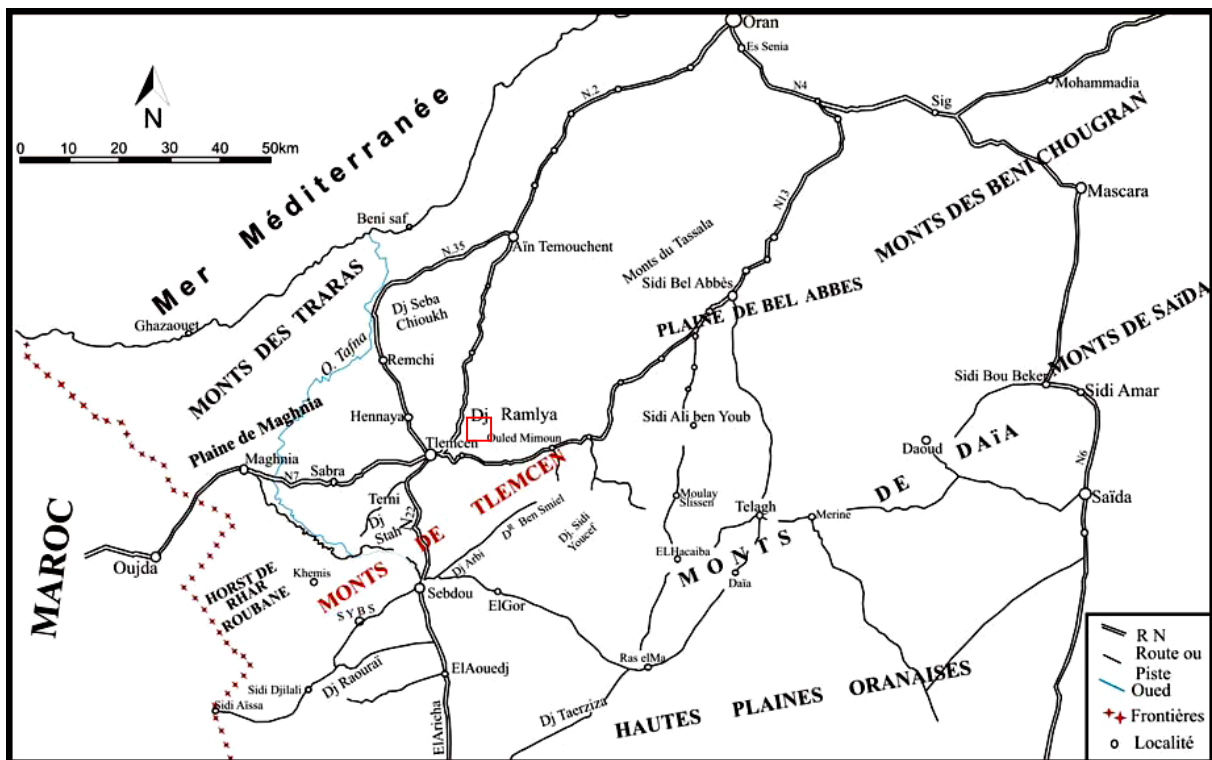 Oran
Es Senia
N
N.2
N4
Sig
Mohammadia
0 10 20 30 40 50km
Mer Méditerranée
MONTS DES BENI CHOUGRAN
Mascara
N13
Beni saf
Aïn Temouchent
N.35
Monts du Tassala
Sidi Bel Abbès
PLAINE DE BEL ABBES
MONTS DE SAÏDA
Ghazaouet
MONTS DES TRARAS
Dj Seba
Chioukh
O. Tafna
Remchi
Sidi Bou Beker
Sidi Amar
Hennaya
Dj Ramlya
Sidi Ali ben Youb
Plaine de Maghnia
Tlemcen
Ouled Mimoun
Daoud
Maghnia
N7
Sabra
N6
MONTS DE TLEMCEN
MONTS DE DAÏA
Terni
Dj
Stah
N22
Dᴿ Ben Smiel
Dj. Sidi
Youcef
Moulay
Slissen
Telagh
Merine
Saïda
MAROC
Oujda
ELHacaiba
Khemis
Dj Arbi
Daïa
HORST DE
RHAR
ROUBANE
Sebdou
ElGor
S Y B S
Ras elMa
Dj Raouraï
ElAouedj
Sidi Djilali
Sidi Aïssa
ElAricha
Dj Taerziza
HAUTES PLAINES ORANAISES
R N
Route ou
Piste
Oued
Frontières
Localité